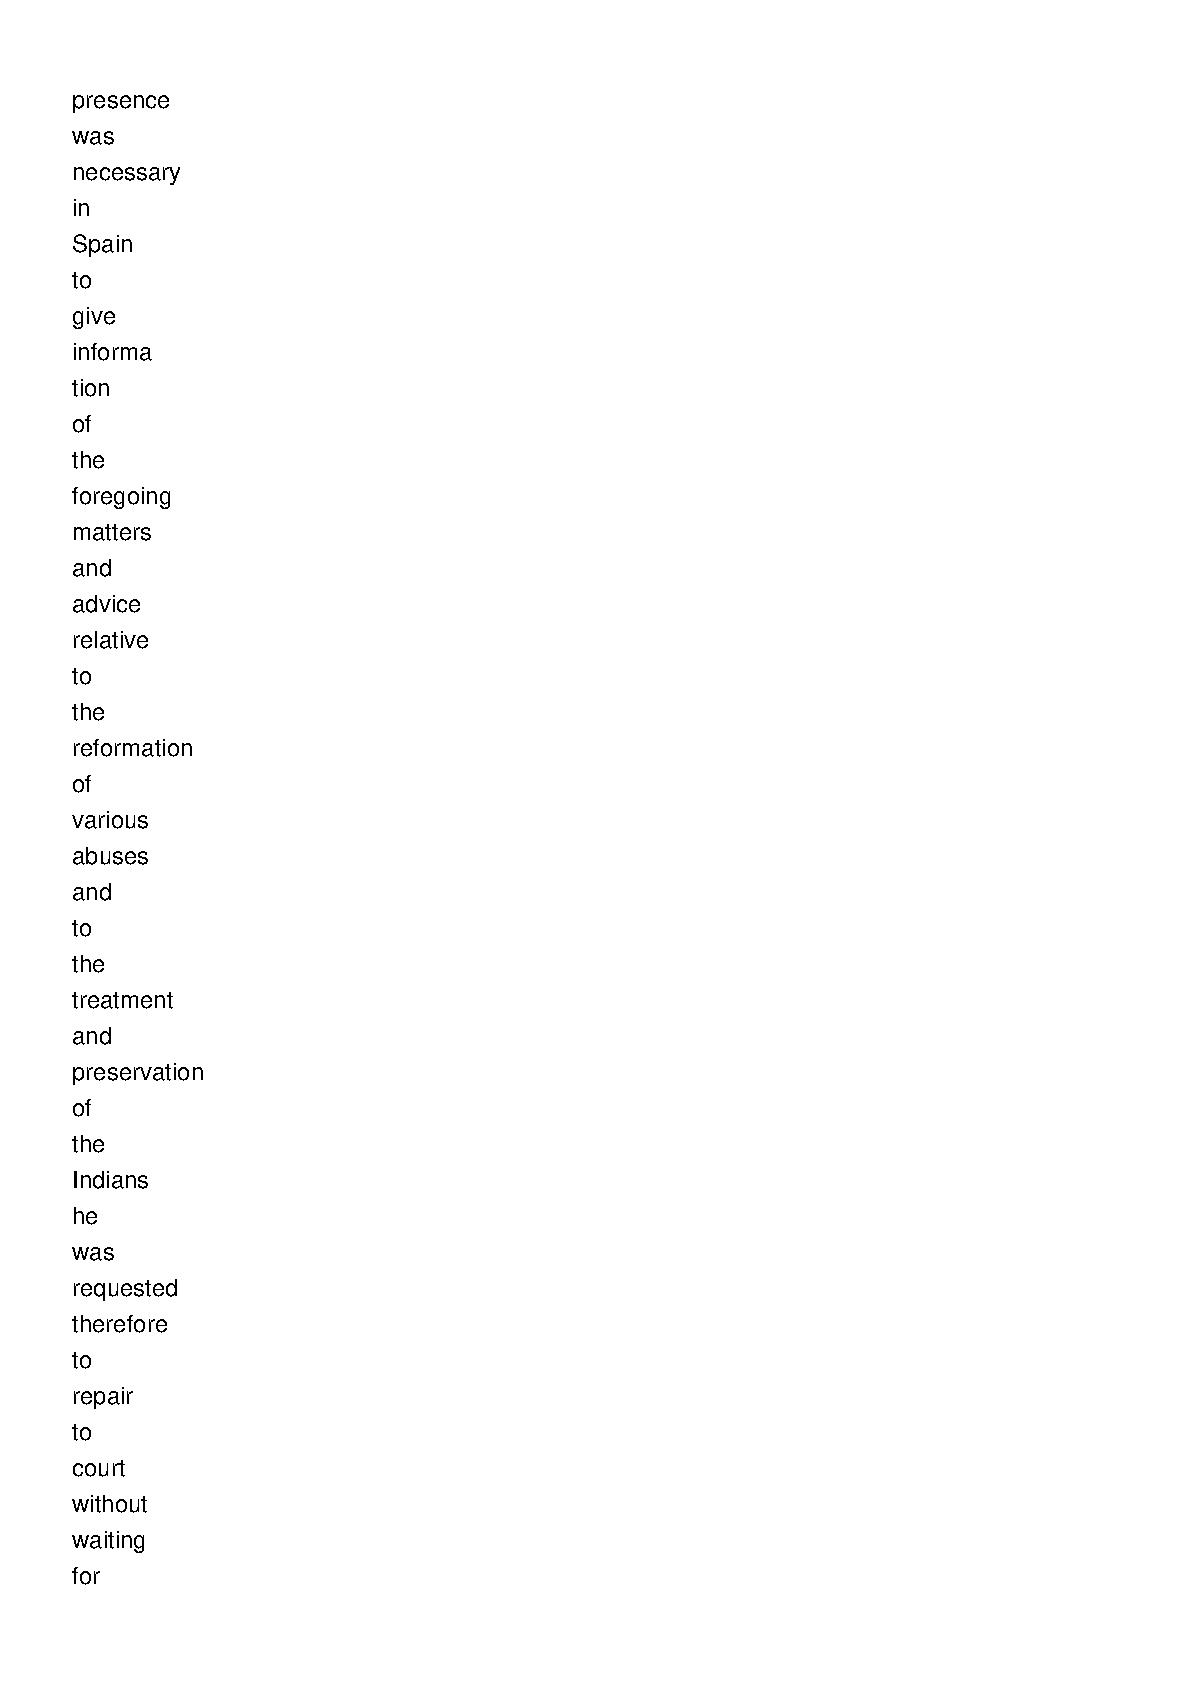 presence
was
necessary
in
Spain
to
give
informa
tion
of
the
foregoing
matters
and
advice
relative
to
the
reformation
of
various
abuses
and
to
the
treatment
and
preservation
of
the
Indians
he
was
requested
therefore
to
repair
to
court
without
waiting
for